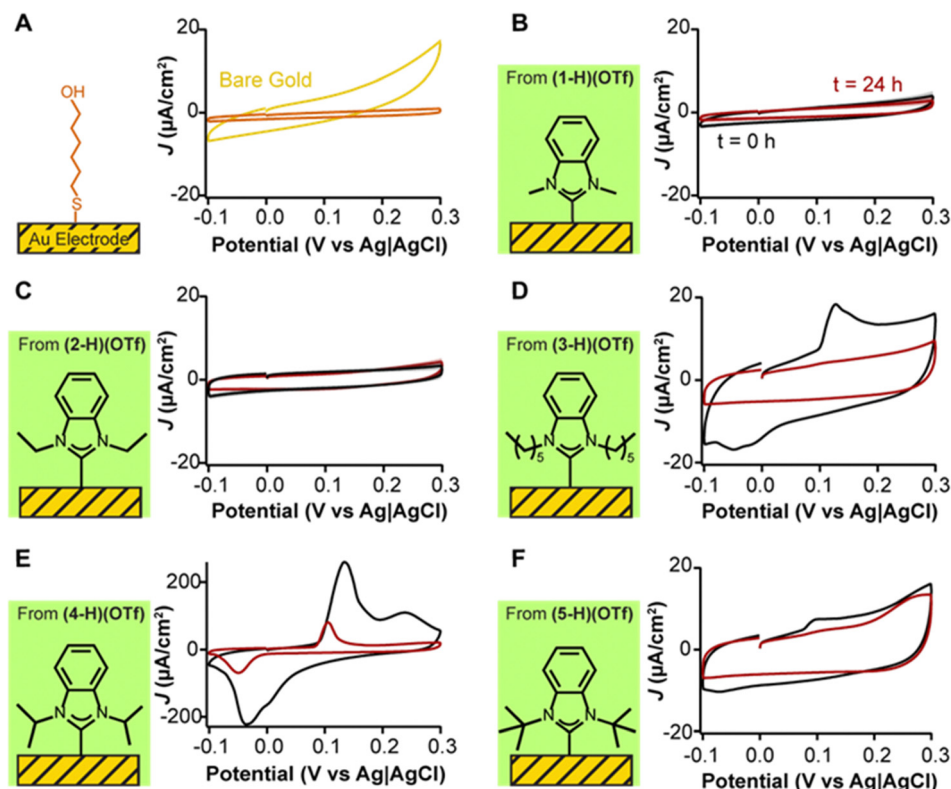 A
OH
S
Au Electrode
20
0
-20
J (μA/cm²)
Bare Gold
-0.1 0.0 0.1 0.2 0.3
Potential (V vs Ag|AgCl)
B
From (1-H)(OTf)
N N
20
0
-20
J (μA/cm²)
t = 24 h
t = 0 h
-0.1 0.0 0.1 0.2 0.3
Potential (V vs Ag|AgCl)
C
From (2-H)(OTf)
N N
20
0
-20
J (μA/cm²)
-0.1 0.0 0.1 0.2 0.3
Potential (V vs Ag|AgCl)
D
From (3-H)(OTf)
N N
( )5 ( )5
20
0
-20
J (μA/cm²)
-0.1 0.0 0.1 0.2 0.3
Potential (V vs Ag|AgCl)
E
From (4-H)(OTf)
N N
200
0
-200
J (μA/cm²)
-0.1 0.0 0.1 0.2 0.3
Potential (V vs Ag|AgCl)
F
From (5-H)(OTf)
N N
20
0
-20
J (μA/cm²)
-0.1 0.0 0.1 0.2 0.3
Potential (V vs Ag|AgCl)